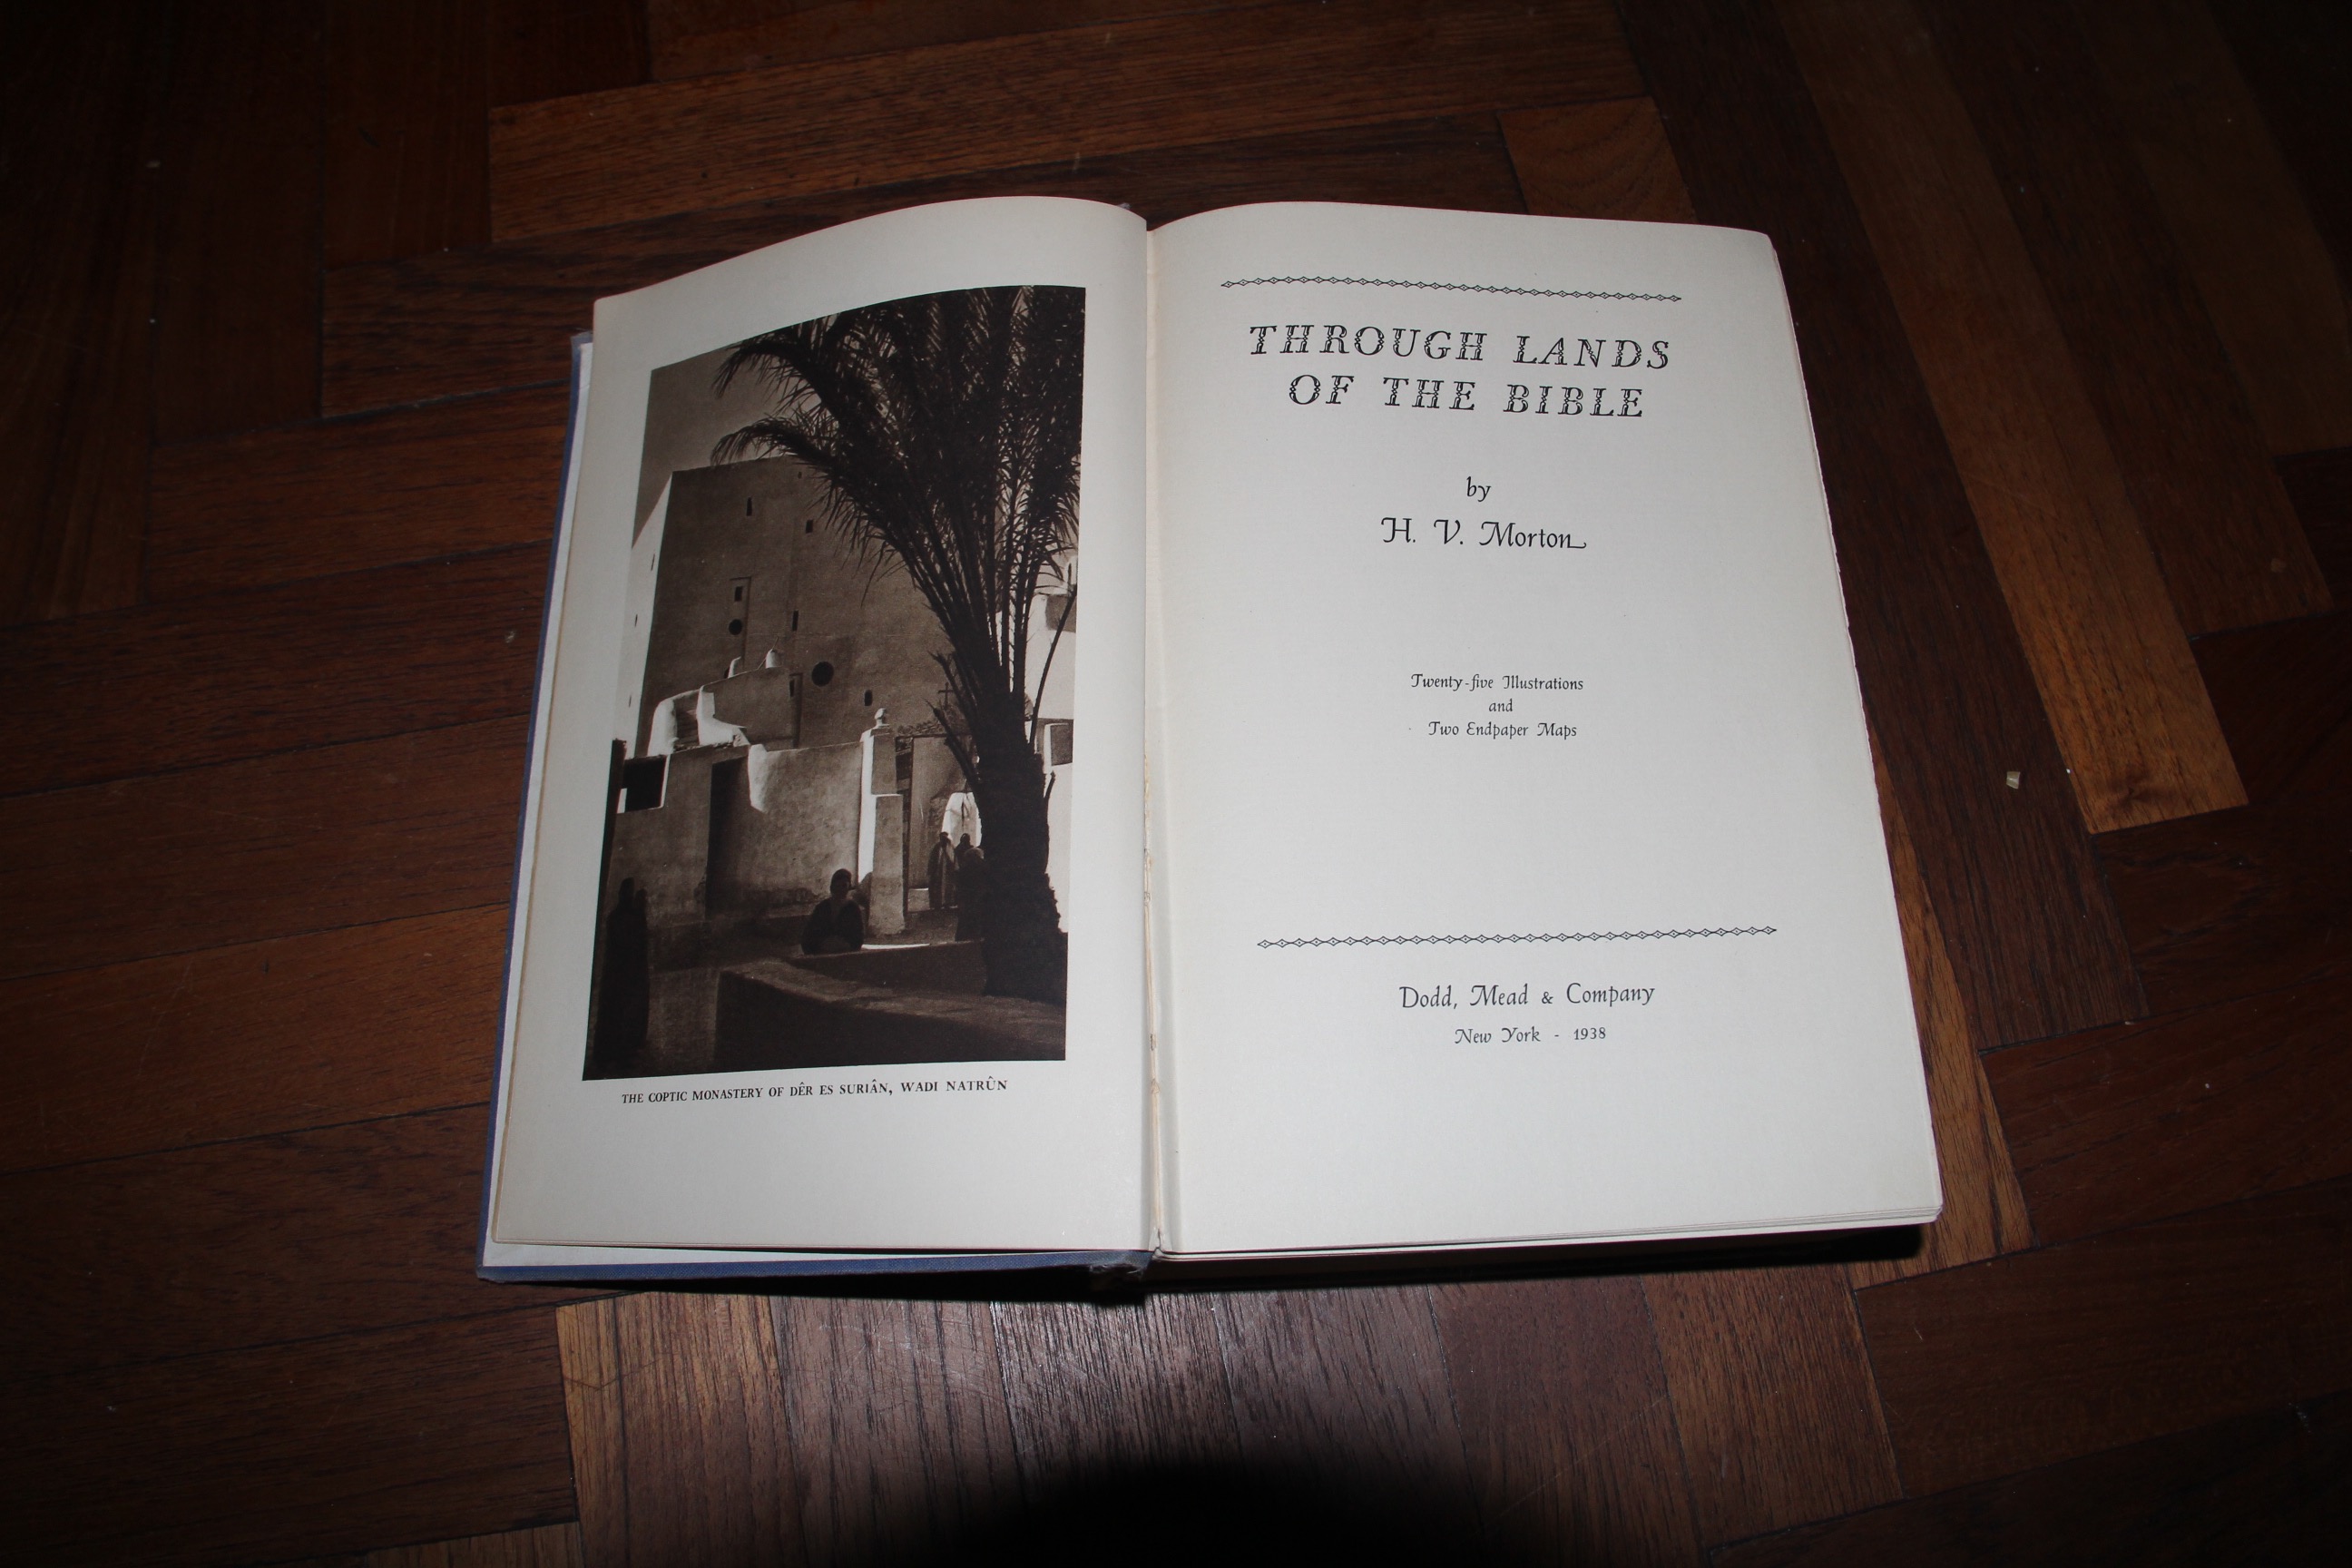 THE COPTIC MONASTERY OF DÊR ES SURIÂN, WADI NATRÛN
THROUGH LANDS
OF THE BIBLE
by
H. V. Morton
Twenty-five Illustrations
and
Two Endpaper Maps
Dodd, Mead & Company
New York - 1938